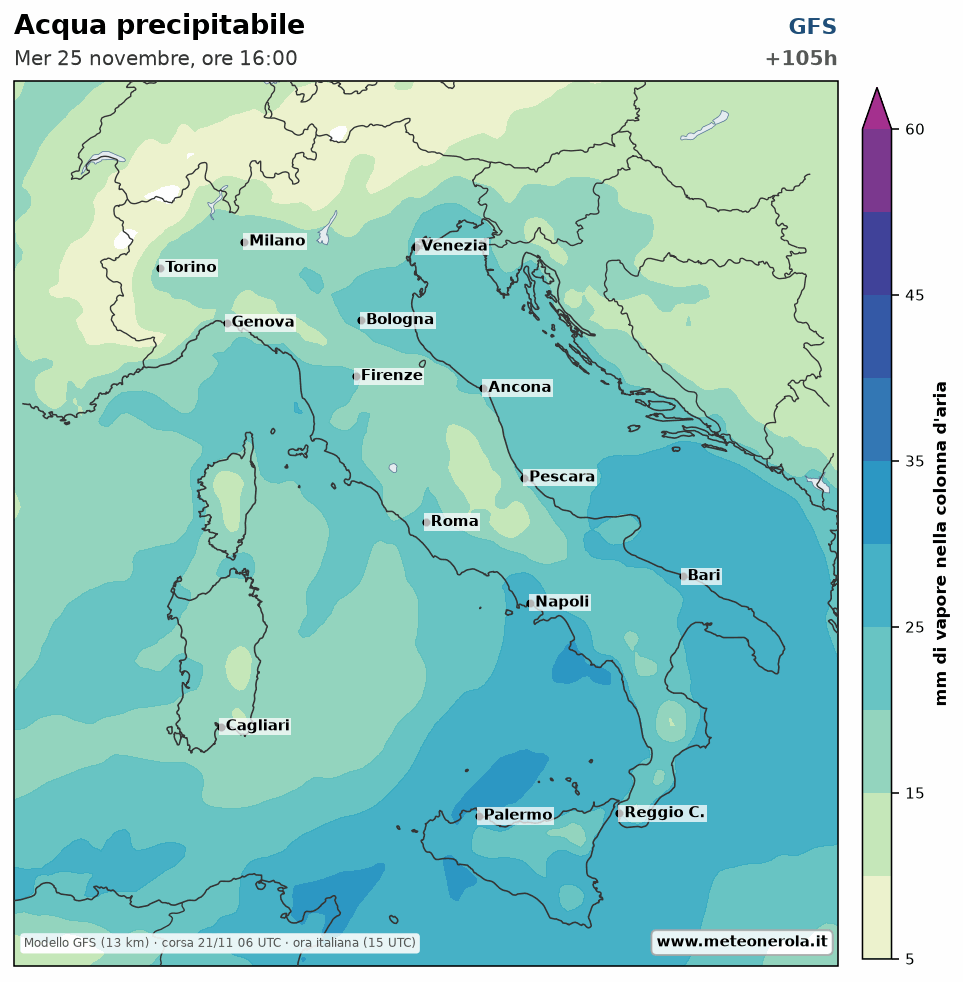 Acqua precipitabile
GFS
Mer 25 novembre, ore 16:00
+105h
60
45
35
25
15
5
mm di vapore nella colonna d'aria
Milano
Venezia
Torino
Genova
Bologna
Firenze
Ancona
Pescara
Roma
Bari
Napoli
Cagliari
Palermo
Reggio C.
Modello GFS (13 km) · corsa 21/11 06 UTC · ora italiana (15 UTC)
www.meteonerola.it